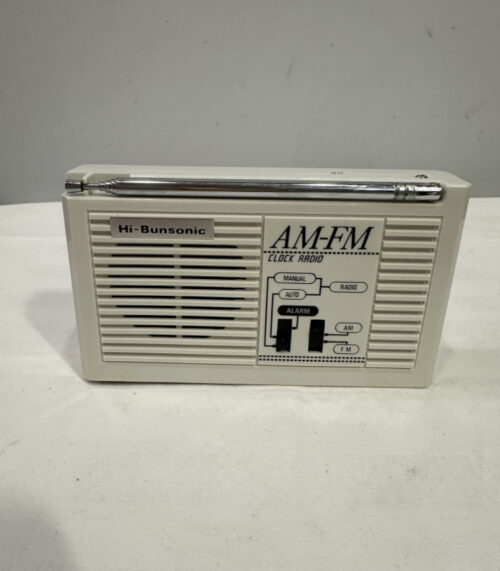 Hi-Bunsonic
AM-FM
CLOCK RADIO
MANUAL
RADIO
AUTO
ALARM
AM
FM